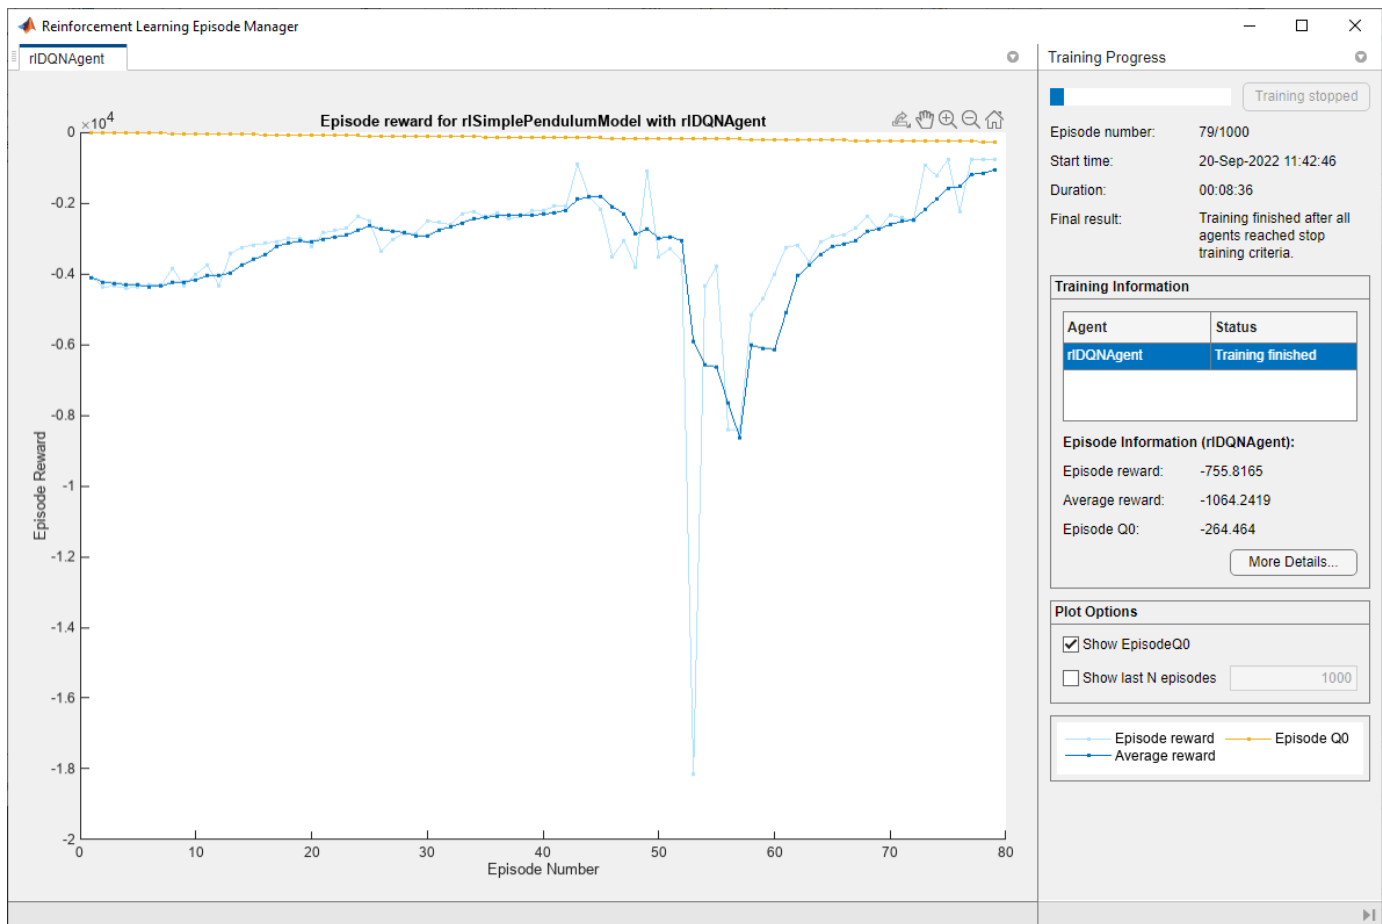 Reinforcement Learning Episode Manager
rlDQNAgent
Training Progress
Training stopped
Episode number: 79/1000
Start time: 20-Sep-2022 11:42:46
Duration: 00:08:36
Final result: Training finished after all
agents reached stop
training criteria.
Training Information
Agent Status
rlDQNAgent Training finished
Episode Information (rlDQNAgent):
Episode reward: -755.8165
Average reward: -1064.2419
Episode Q0: -264.464
More Details...
Plot Options
Show EpisodeQ0
Show last N episodes 1000
Episode reward Episode Q0
Average reward
×10⁴
Episode reward for rlSimplePendulumModel with rlDQNAgent
0
-0.2
-0.4
-0.6
-0.8
-1
-1.2
-1.4
-1.6
-1.8
-2
Episode Reward
0 10 20 30 40 50 60 70 80
Episode Number